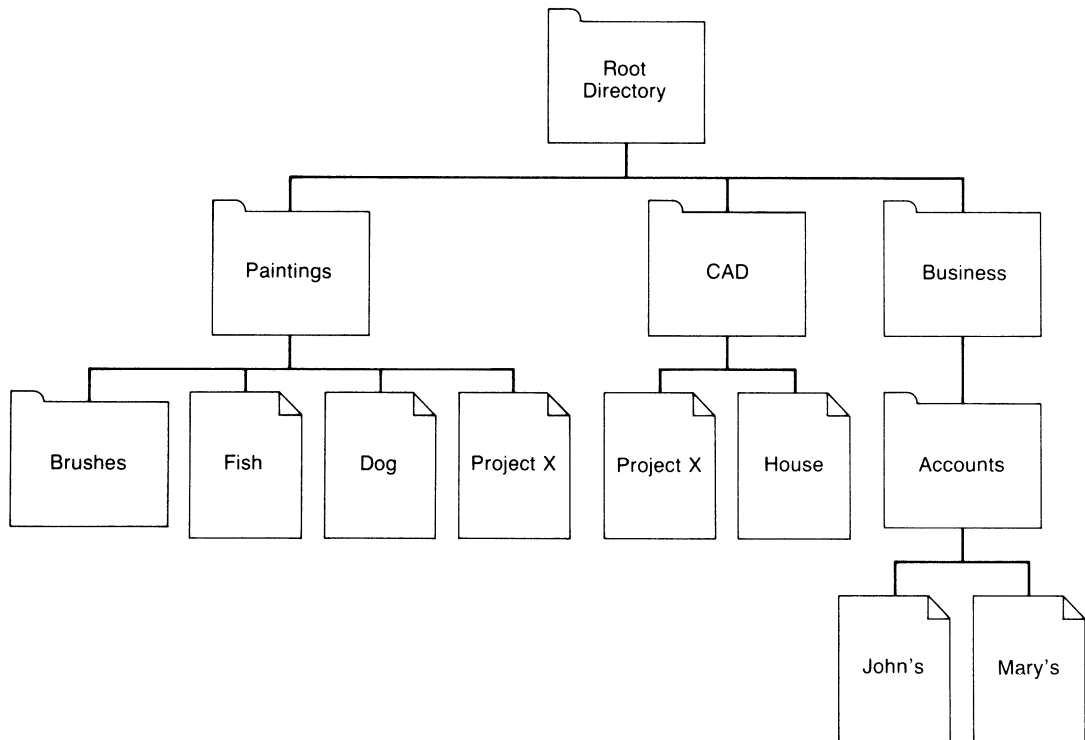 Root
Directory
Paintings
CAD
Business
Brushes
Fish
Dog
Project X
Project X
House
Accounts
John's
Mary's